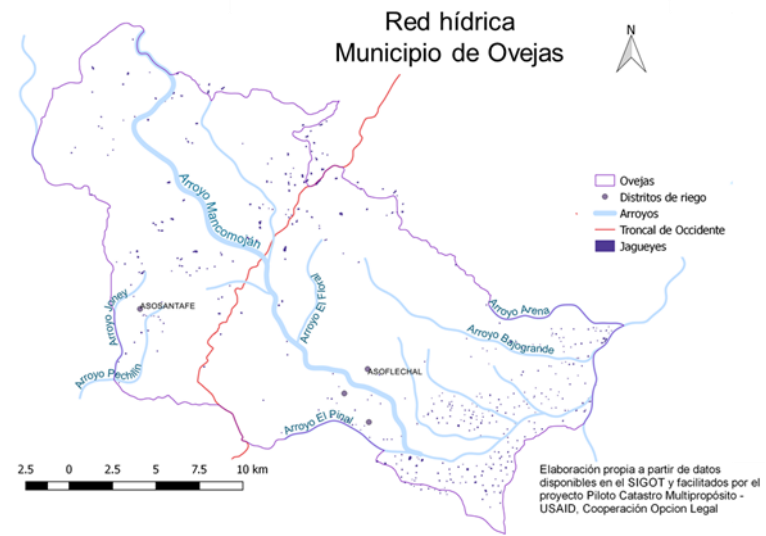 Red hídrica
Municipio de Ovejas
N
Ovejas
Distritos de riego
Arroyos
Troncal de Occidente
Jagueyes
Arroyo Mancomoján
Arroyo El Floral
Arroyo Arena
Arroyo Bajogrande
Arroyo Joney
ASOSANTAFE
Arroyo Pechilín
ASOFLECHAL
Arroyo El Pinal
2.5 0 2.5 5 7.5 10 km
Elaboración propia a partir de datos
disponibles en el SIGOT y facilitados por el
proyecto Piloto Catastro Multipropósito -
USAID, Cooperación Opcion Legal